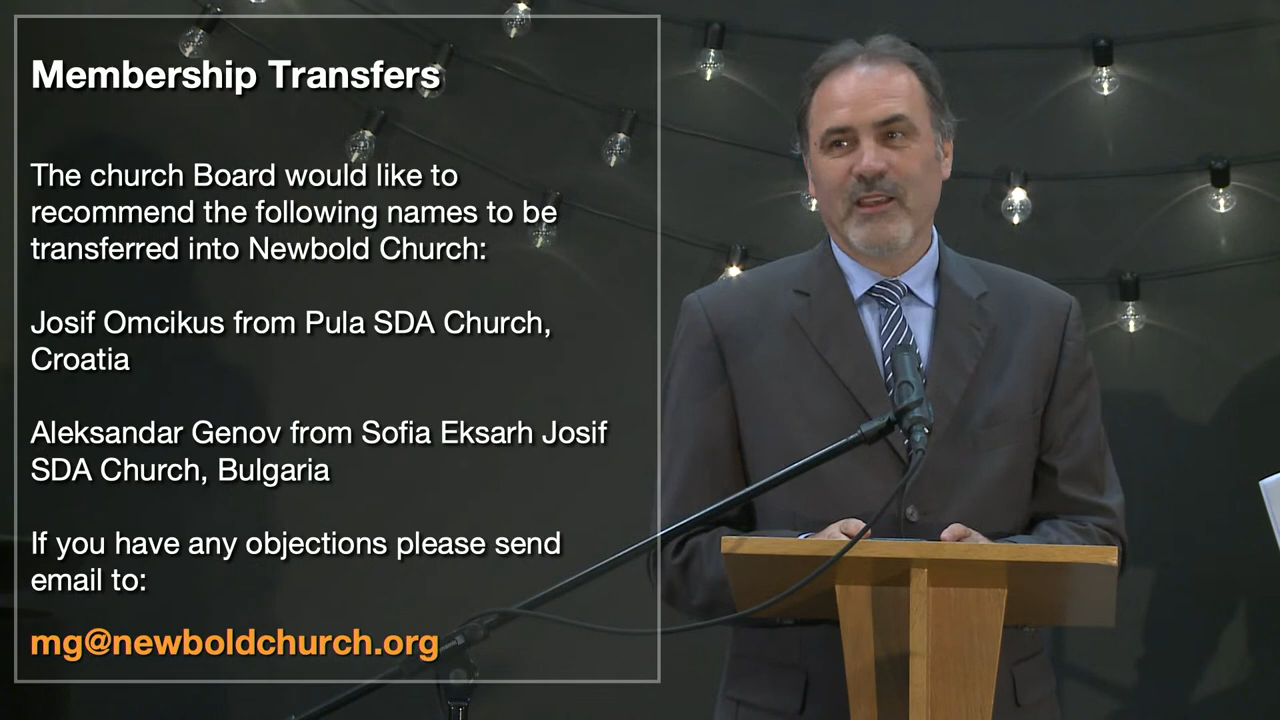 Membership Transfers
The church Board would like to
recommend the following names to be
transferred into Newbold Church:
Josif Omcikus from Pula SDA Church,
Croatia
Aleksandar Genov from Sofia Eksarh Josif
SDA Church, Bulgaria
If you have any objections please send
email to:
mg@newboldchurch.org